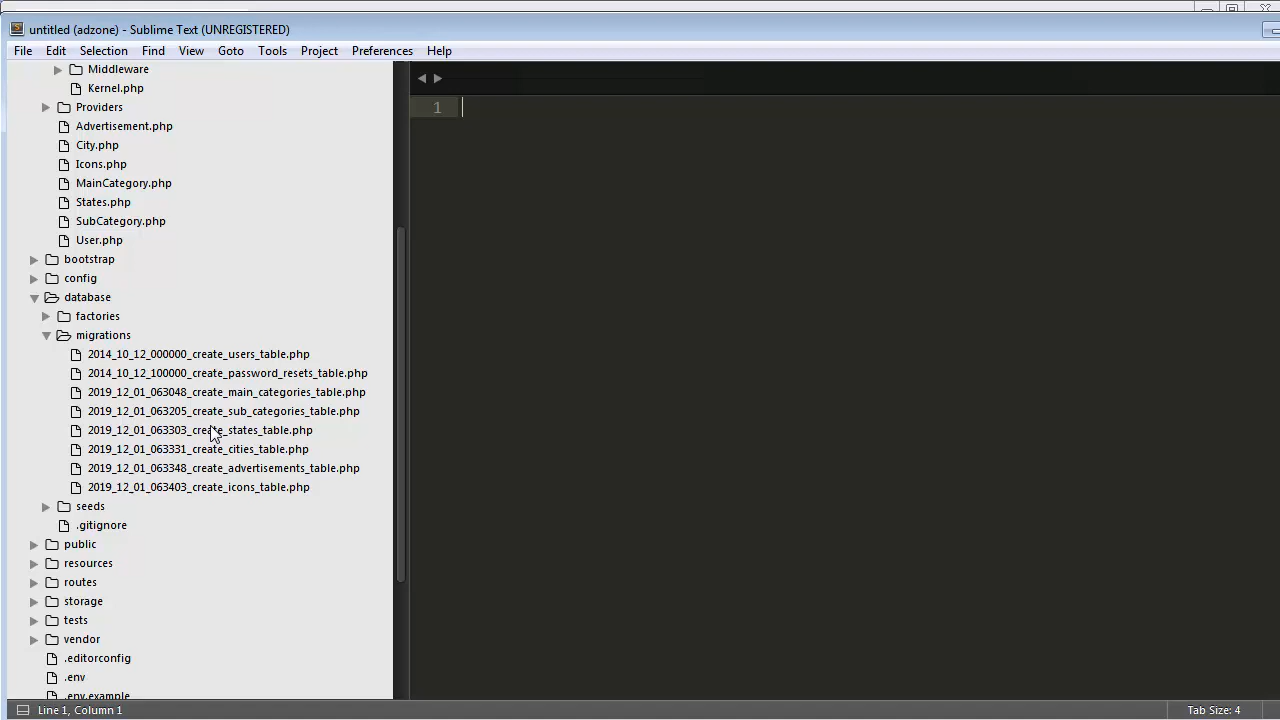 untitled (adzone) - Sublime Text (UNREGISTERED)
File Edit Selection Find View Goto Tools Project Preferences Help
Middleware
Kernel.php
Providers
Advertisement.php
City.php
Icons.php
MainCategory.php
States.php
SubCategory.php
User.php
bootstrap
config
database
factories
migrations
2014_10_12_000000_create_users_table.php
2014_10_12_100000_create_password_resets_table.php
2019_12_01_063048_create_main_categories_table.php
2019_12_01_063205_create_sub_categories_table.php
2019_12_01_063303_create_states_table.php
2019_12_01_063331_create_cities_table.php
2019_12_01_063348_create_advertisements_table.php
2019_12_01_063403_create_icons_table.php
seeds
.gitignore
public
resources
routes
storage
tests
vendor
.editorconfig
.env
.env.example
1
Line 1, Column 1
Tab Size: 4